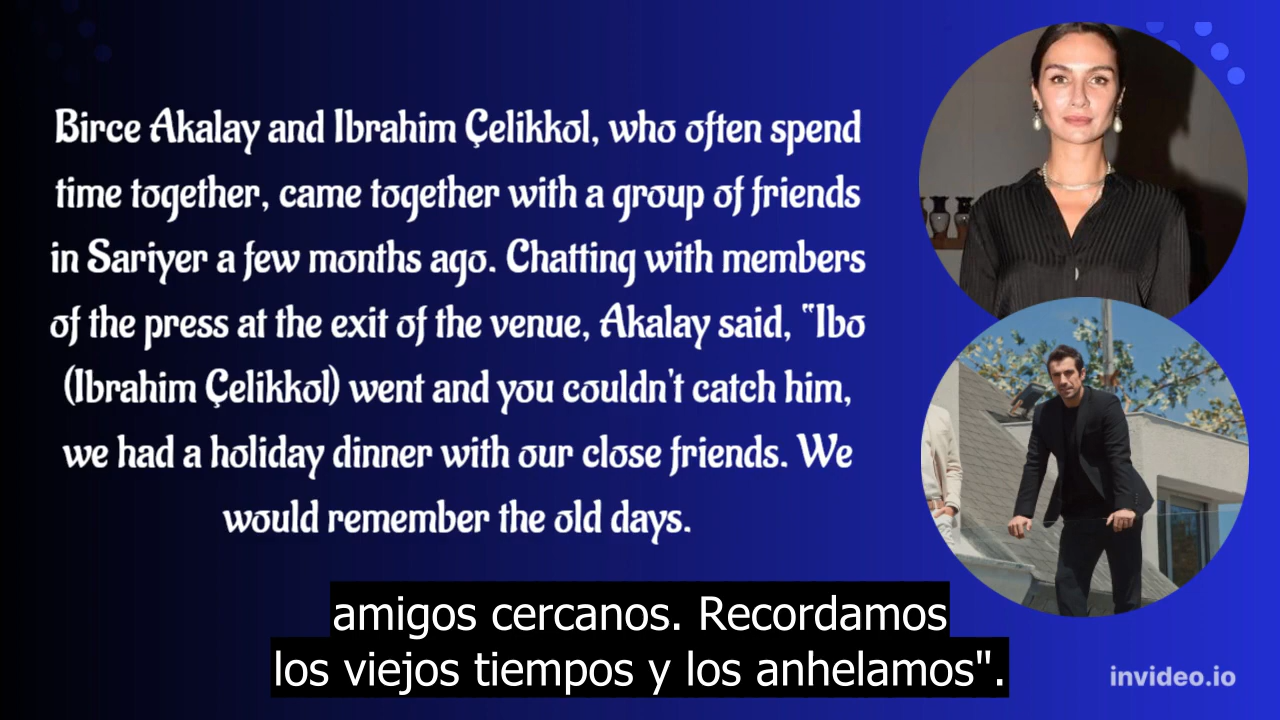 Birce Akalay and Ibrahim Çelikkol, who often spend
time together, came together with a group of friends
in Sariyer a few months ago. Chatting with members
of the press at the exit of the venue, Akalay said, "Ibo
(Ibrahim Çelikkol) went and you couldn't catch him,
we had a holiday dinner with our close friends. We
would remember the old days.
amigos cercanos. Recordamos
los viejos tiempos y los anhelamos".
invideo.io